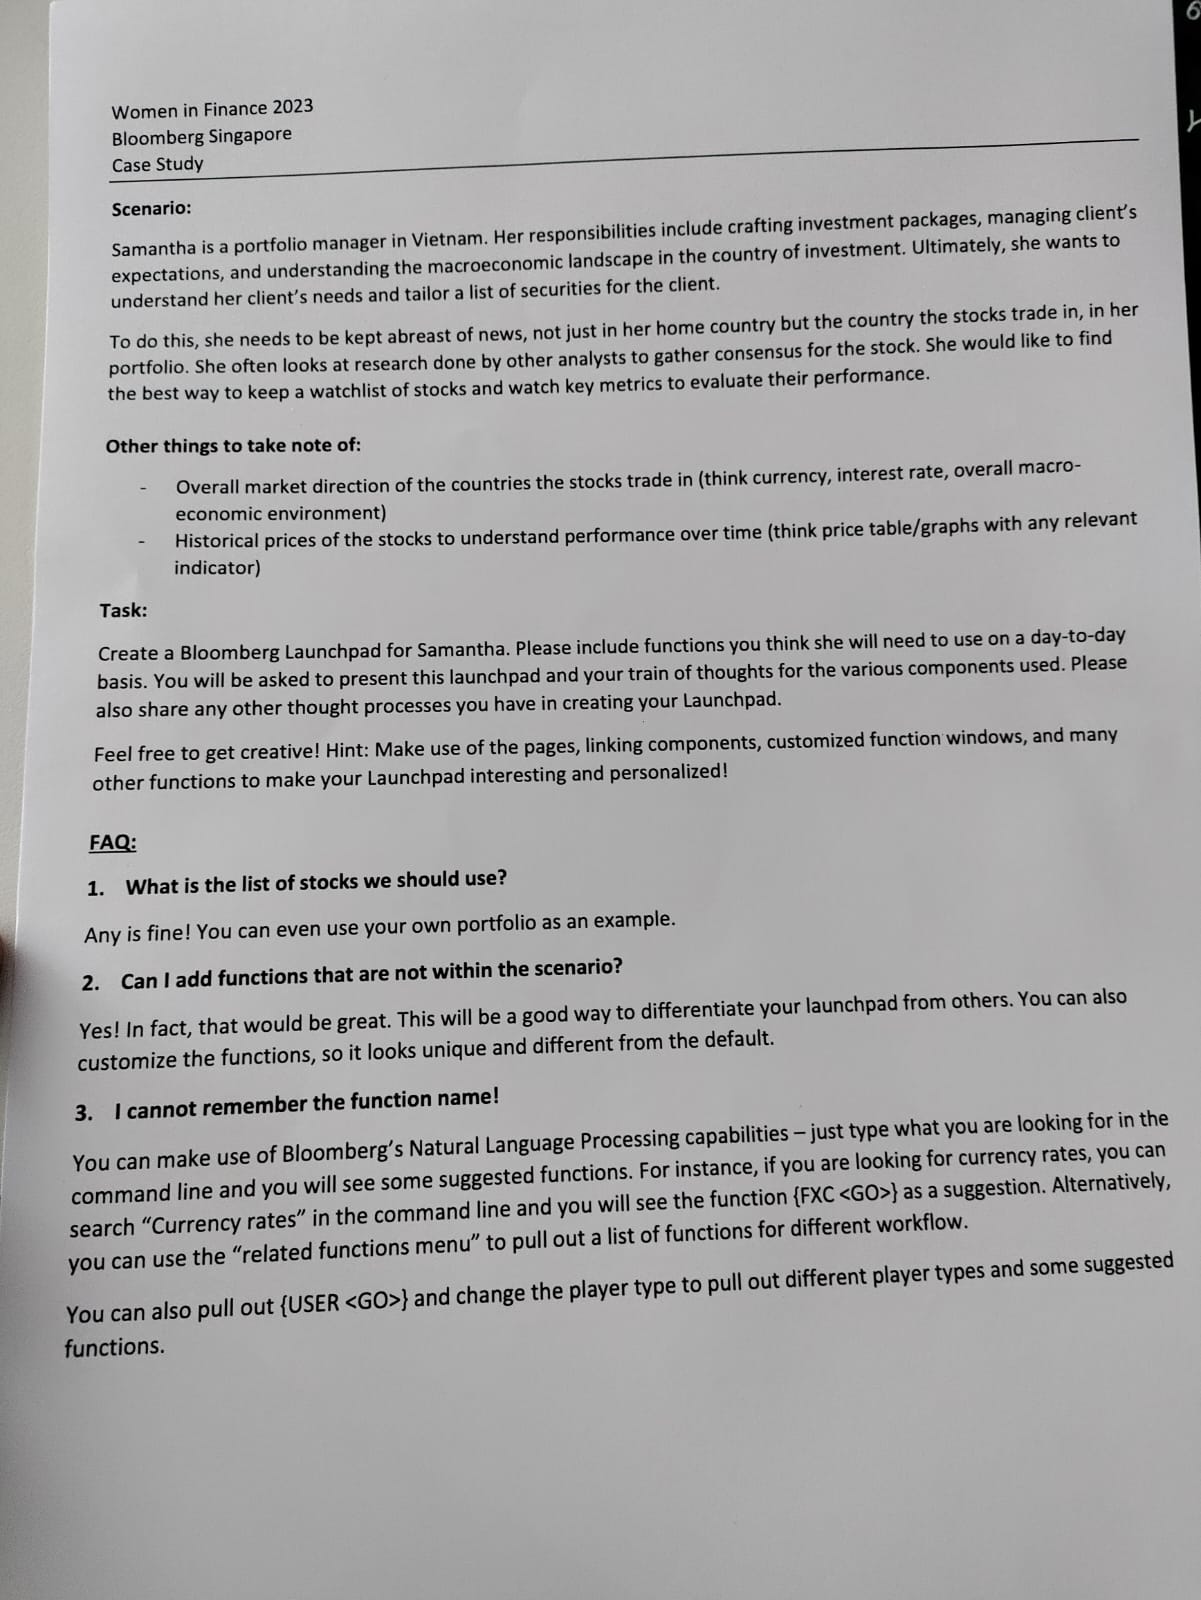 Women in Finance 2023
Bloomberg Singapore
Case Study
Scenario:
Samantha is a portfolio manager in Vietnam. Her responsibilities include crafting investment packages, managing client's
expectations, and understanding the macroeconomic landscape in the country of investment. Ultimately, she wants to
understand her client's needs and tailor a list of securities for the client.
To do this, she needs to be kept abreast of news, not just in her home country but the country the stocks trade in, in her
portfolio. She often looks at research done by other analysts to gather consensus for the stock. She would like to find
the best way to keep a watchlist of stocks and watch key metrics to evaluate their performance.
Other things to take note of:
- Overall market direction of the countries the stocks trade in (think currency, interest rate, overall macro-
economic environment)
- Historical prices of the stocks to understand performance over time (think price table/graphs with any relevant
indicator)
Task:
Create a Bloomberg Launchpad for Samantha. Please include functions you think she will need to use on a day-to-day
basis. You will be asked to present this launchpad and your train of thoughts for the various components used. Please
also share any other thought processes you have in creating your Launchpad.
Feel free to get creative! Hint: Make use of the pages, linking components, customized function windows, and many
other functions to make your Launchpad interesting and personalized!
FAQ:
1. What is the list of stocks we should use?
Any is fine! You can even use your own portfolio as an example.
2. Can I add functions that are not within the scenario?
Yes! In fact, that would be great. This will be a good way to differentiate your launchpad from others. You can also
customize the functions, so it looks unique and different from the default.
3. I cannot remember the function name!
You can make use of Bloomberg's Natural Language Processing capabilities – just type what you are looking for in the
command line and you will see some suggested functions. For instance, if you are looking for currency rates, you can
search "Currency rates" in the command line and you will see the function {FXC <GO>} as a suggestion. Alternatively,
you can use the "related functions menu" to pull out a list of functions for different workflow.
You can also pull out {USER <GO>} and change the player type to pull out different player types and some suggested
functions.